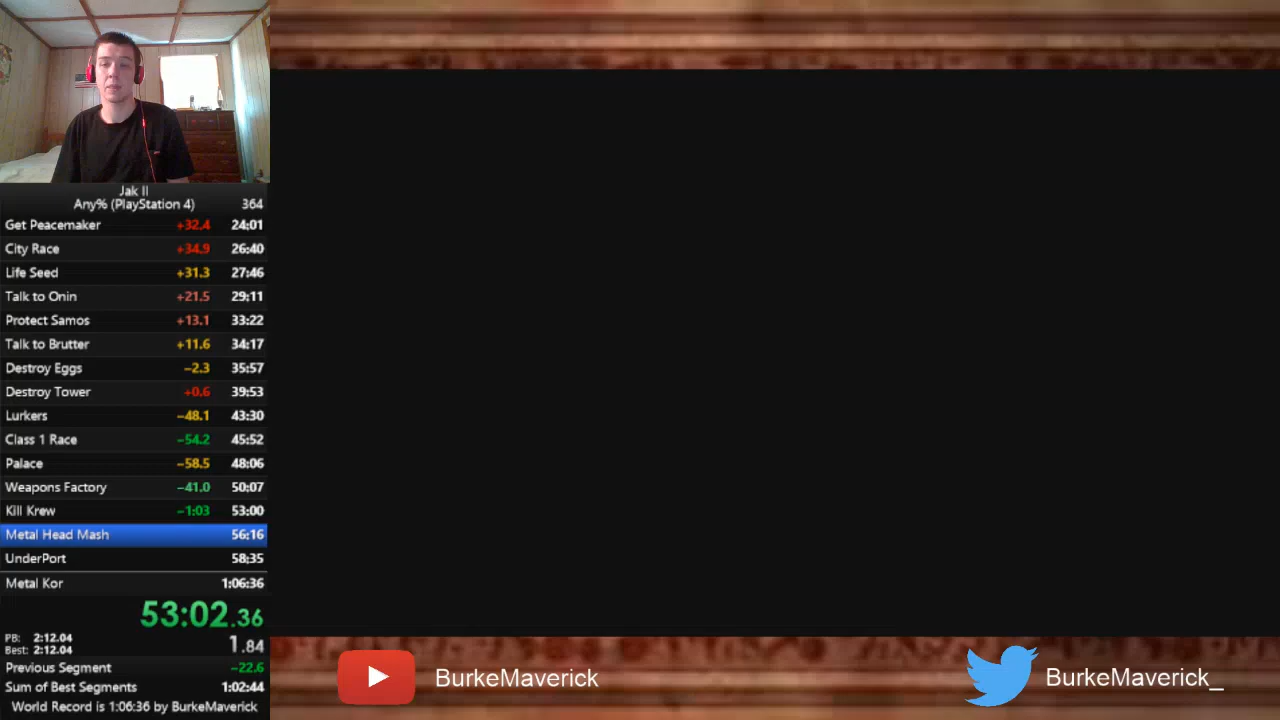 Jak II
Any% (PlayStation 4) 364
Get Peacemaker +32.4 24:01
City Race +34.9 26:40
Life Seed +31.3 27:46
Talk to Onin +21.5 29:11
Protect Samos +13.1 33:22
Talk to Brutter +11.6 34:17
Destroy Eggs −2.3 35:57
Destroy Tower +0.6 39:53
Lurkers −48.1 43:30
Class 1 Race −54.2 45:52
Palace −58.5 48:06
Weapons Factory −41.0 50:07
Kill Krew −1:03 53:00
Metal Head Mash 56:16
UnderPort 58:35
Metal Kor 1:06:36
53:02.36
PB: 2:12.04
Best: 2:12.04
1.84
Previous Segment −22.6
Sum of Best Segments 1:02:44
World Record is 1:06:36 by BurkeMaverick
BurkeMaverick
BurkeMaverick_